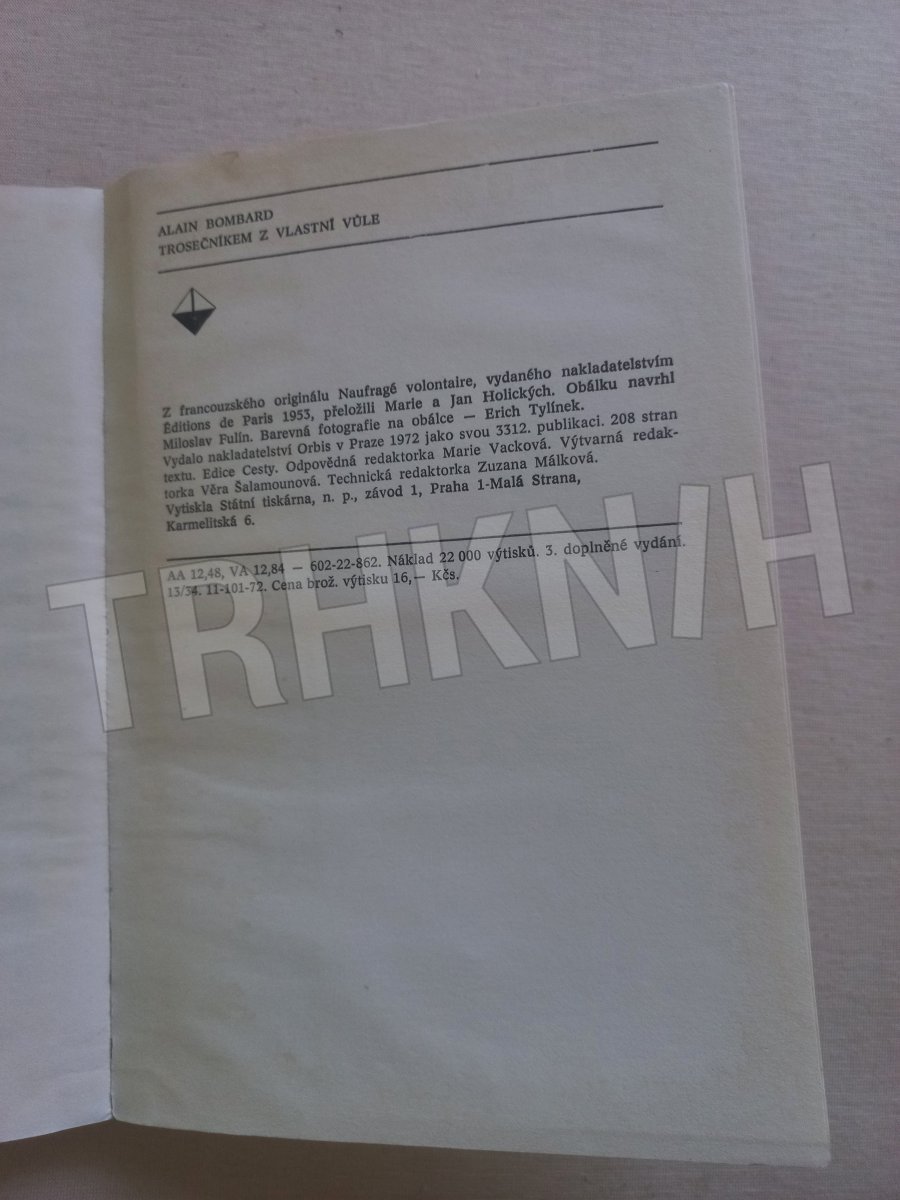 ALAIN BOMBARD
TROSEČNÍKEM Z VLASTNÍ VŮLE
Z francouzského originálu Naufragé volontaire, vydaného nakladatelstvím
Éditions de Paris 1953, přeložili Marie a Jan Holických. Obálku navrhl
Miloslav Fulín. Barevná fotografie na obálce — Erich Tylínek.
Vydalo nakladatelství Orbis v Praze 1972 jako svou 3312. publikaci. 208 stran
textu. Edice Cesty. Odpovědná redaktorka Marie Vacková. Výtvarná redak-
torka Věra Šalamounová. Technická redaktorka Zuzana Málková.
Vytiskla Státní tiskárna, n. p., závod 1, Praha 1-Malá Strana,
Karmelitská 6.
AA 12,48, VA 12,84 — 602-22-862. Náklad 22 000 výtisků. 3. doplněné vydání.
13/34. 11-101-72. Cena brož. výtisku 16,— Kčs.
TRHKN/H